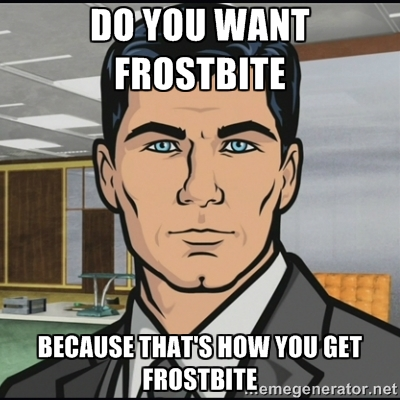 DO YOU WANT
FROSTBITE
BECAUSE THAT'S HOW YOU GET
FROSTBITE
memegenerator.net